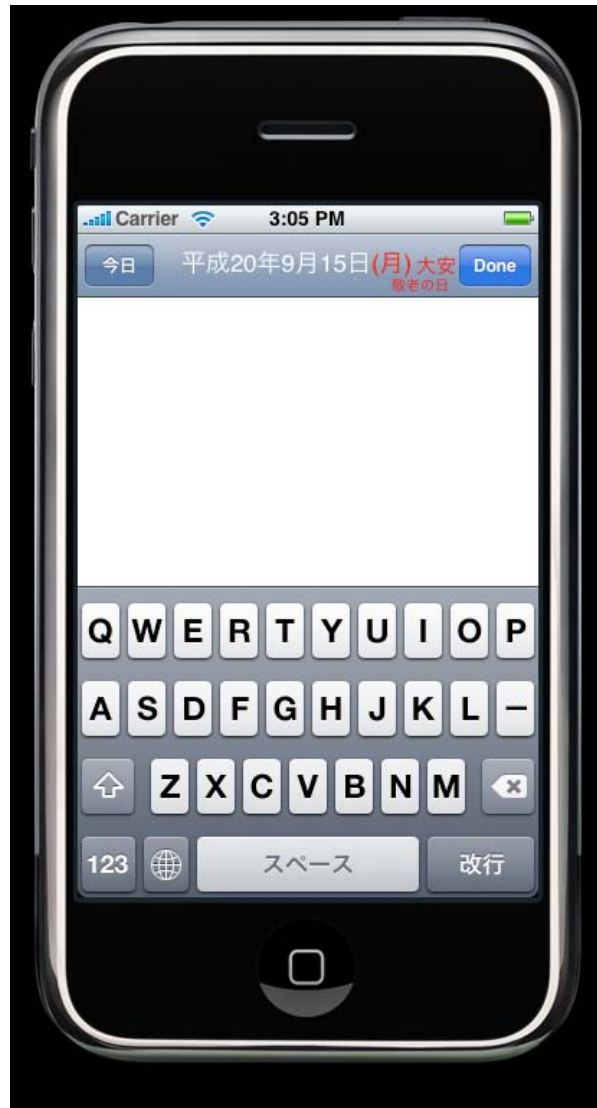 Carrier 3:05 PM
今日 平成20年9月15日(月) 大安 Done
敬老の日
Q W E R T Y U I O P
A S D F G H J K L ー
Z X C V B N M
123 スペース 改行